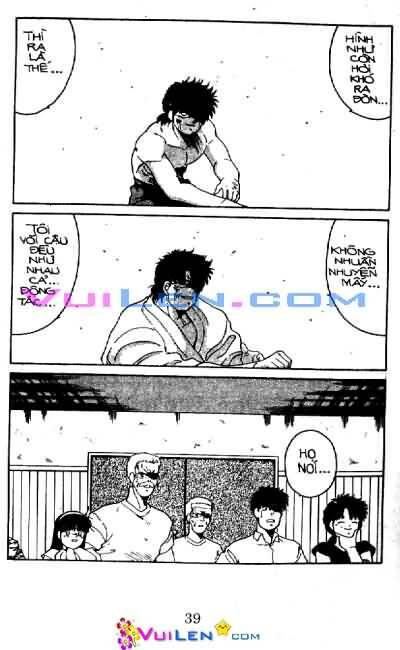 HÌNH
NHƯ
CÒN
HƠI
KHÓ
RA
ĐÒN...
THÌ
RA
LÀ
THẾ...
KHÔNG
NHUẦN
NHUYỄN
MẤY...
TÔI
VỚI CẬU
ĐỀU
NHƯ
NHAU
CẢ...
ĐỘNG
TÁC...
VUILEN.COM
HỌ
NÓI...
39
VUILEN.COM